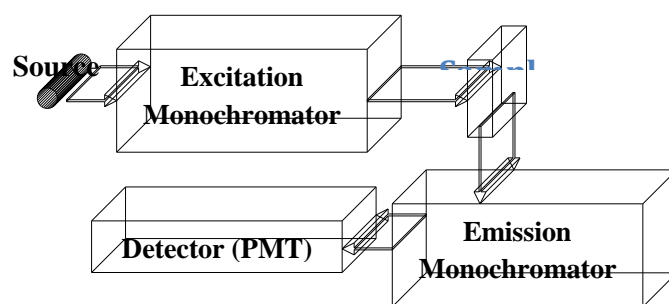 Source
Excitation
Monochromator
Detector (PMT)
Emission
Monochromator